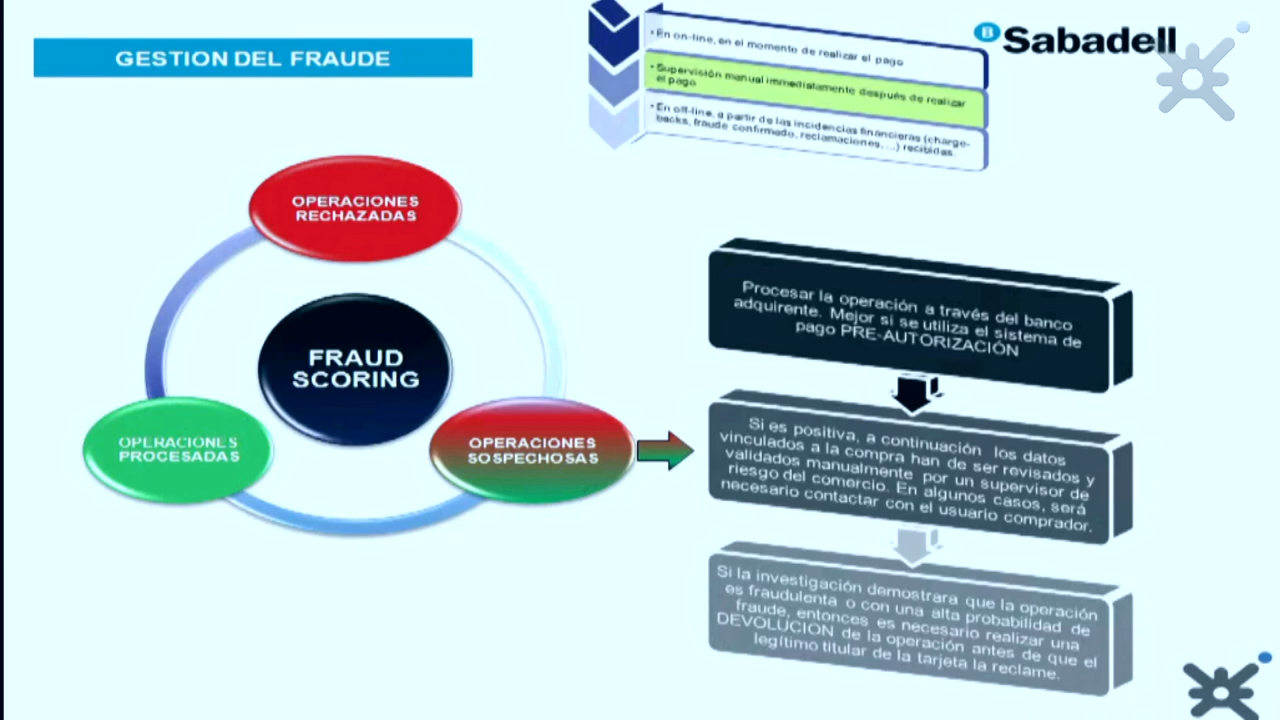 GESTION DEL FRAUDE
• En on-line, en el momento de realizar el pago
• Supervisión manual immediatamente después de realizar
el pago
• En off-line, a partir de las incidencias financieras (charge-
backs, fraude confirmado, reclamaciones, ...) recibidas.
B Sabadell
OPERACIONES
RECHAZADAS
FRAUD
SCORING
OPERACIONES
PROCESADAS
OPERACIONES
SOSPECHOSAS
Procesar la operación a través del banco
adquirente. Mejor si se utiliza el sistema de
pago PRE-AUTORIZACIÓN
Si es positiva, a continuación los datos
vinculados a la compra han de ser revisados y
validados manualmente por un supervisor de
riesgo del comercio. En algunos casos, será
necesario contactar con el usuario comprador.
Si la investigación demostrara que la operación
es fraudulenta o con una alta probabilidad de
fraude, entonces es necesario realizar una
DEVOLUCION de la operación antes de que el
legítimo titular de la tarjeta la reclame.